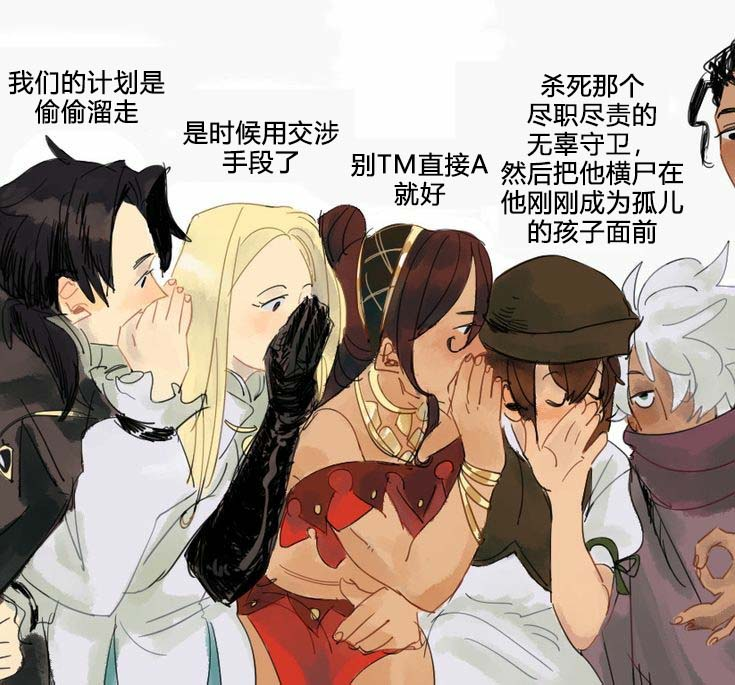 我们的计划是
偷偷溜走
是时候用交涉
手段了
别TM直接A
就好
杀死那个
尽职尽责的
无辜守卫，
然后把他横尸在
他刚刚成为孤儿
的孩子面前